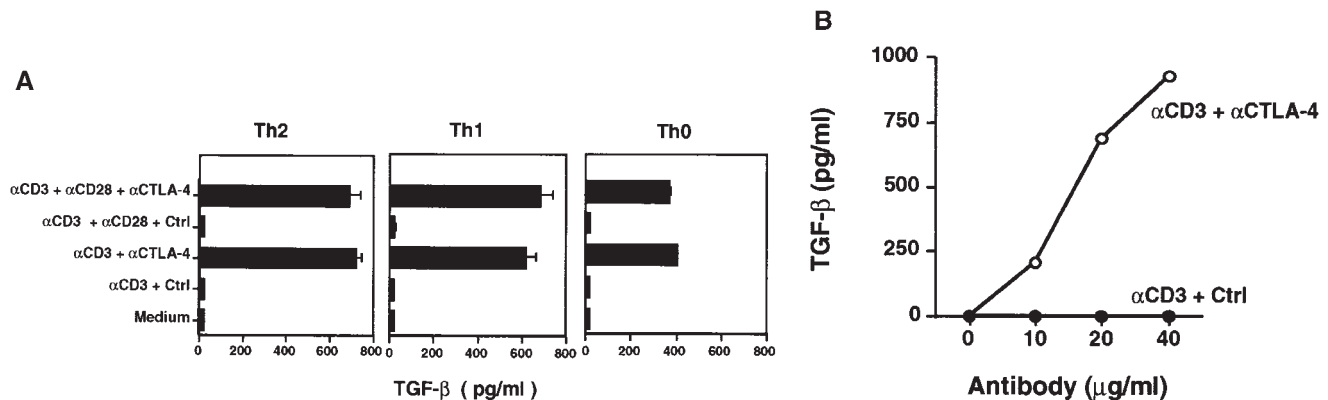 A
Th2
Th1
Th0
αCD3 + αCD28 + αCTLA-4
αCD3 + αCD28 + Ctrl
αCD3 + αCTLA-4
αCD3 + Ctrl
Medium
0 200 400 600 800
0 200 400 600 800
0 200 400 600 800
TGF-β ( pg/ml )
B
TGF-β (pg/ml)
1000
750
500
250
0
αCD3 + αCTLA-4
αCD3 + Ctrl
0 10 20 40
Antibody (μg/ml)